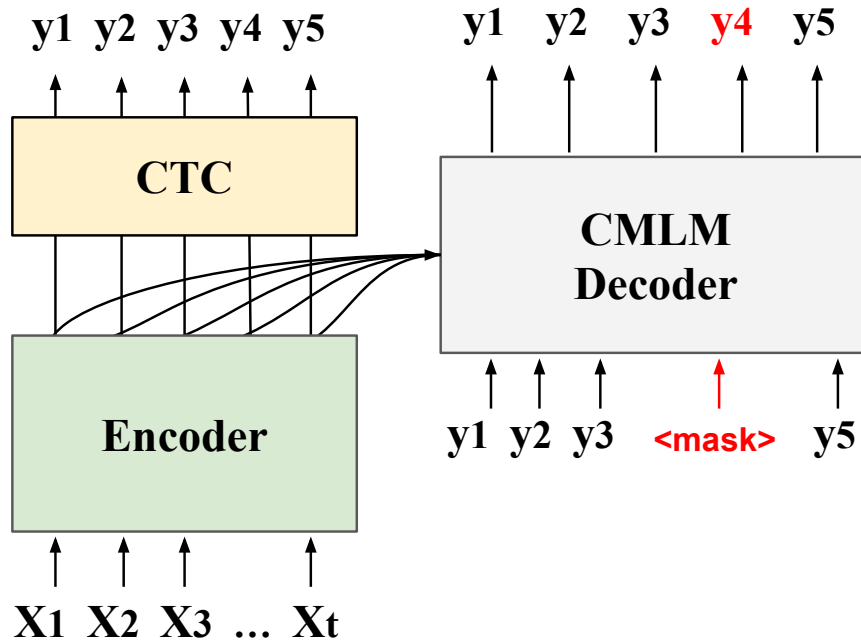 y1 y2 y3 y4 y5
y1 y2 y3 y4 y5
CTC
CMLM
Decoder
Encoder
y1 y2 y3 <mask> y5
X1 X2 X3 ... Xt